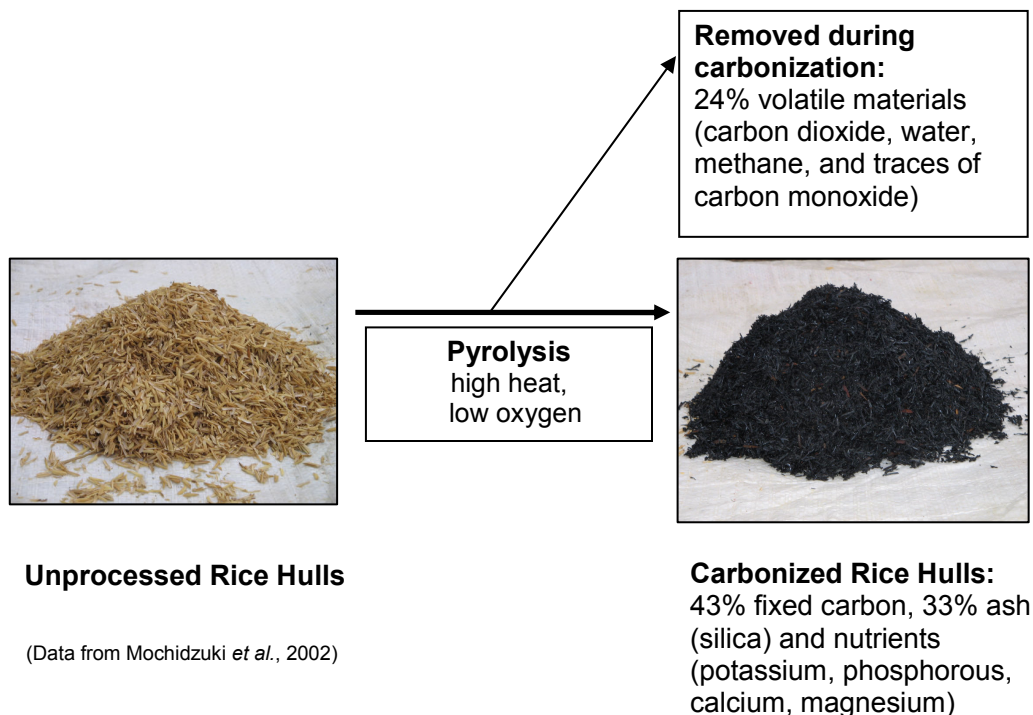 Removed during
carbonization:
24% volatile materials
(carbon dioxide, water,
methane, and traces of
carbon monoxide)
Pyrolysis
high heat,
low oxygen
Unprocessed Rice Hulls
(Data from Mochidzuki et al., 2002)
Carbonized Rice Hulls:
43% fixed carbon, 33% ash
(silica) and nutrients
(potassium, phosphorous,
calcium, magnesium)